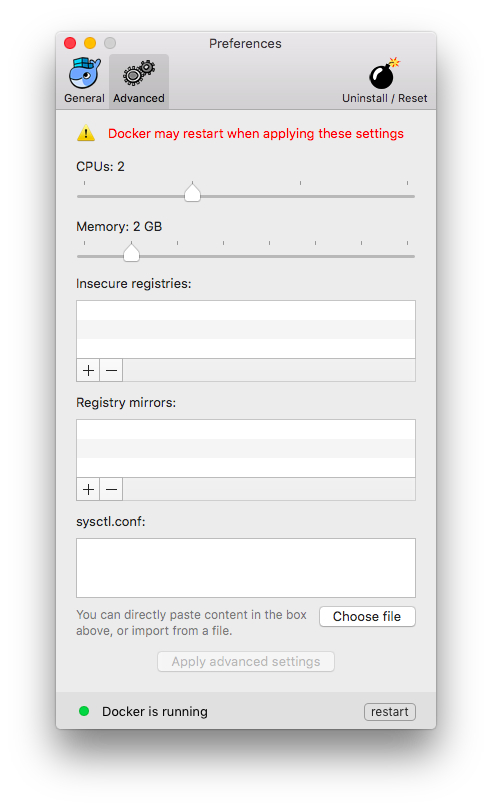 Preferences
General
Advanced
Uninstall / Reset
Docker may restart when applying these settings
CPUs: 2
Memory: 2 GB
Insecure registries:
Registry mirrors:
sysctl.conf:
You can directly paste content in the box
above, or import from a file.
Choose file
Apply advanced settings
Docker is running
restart